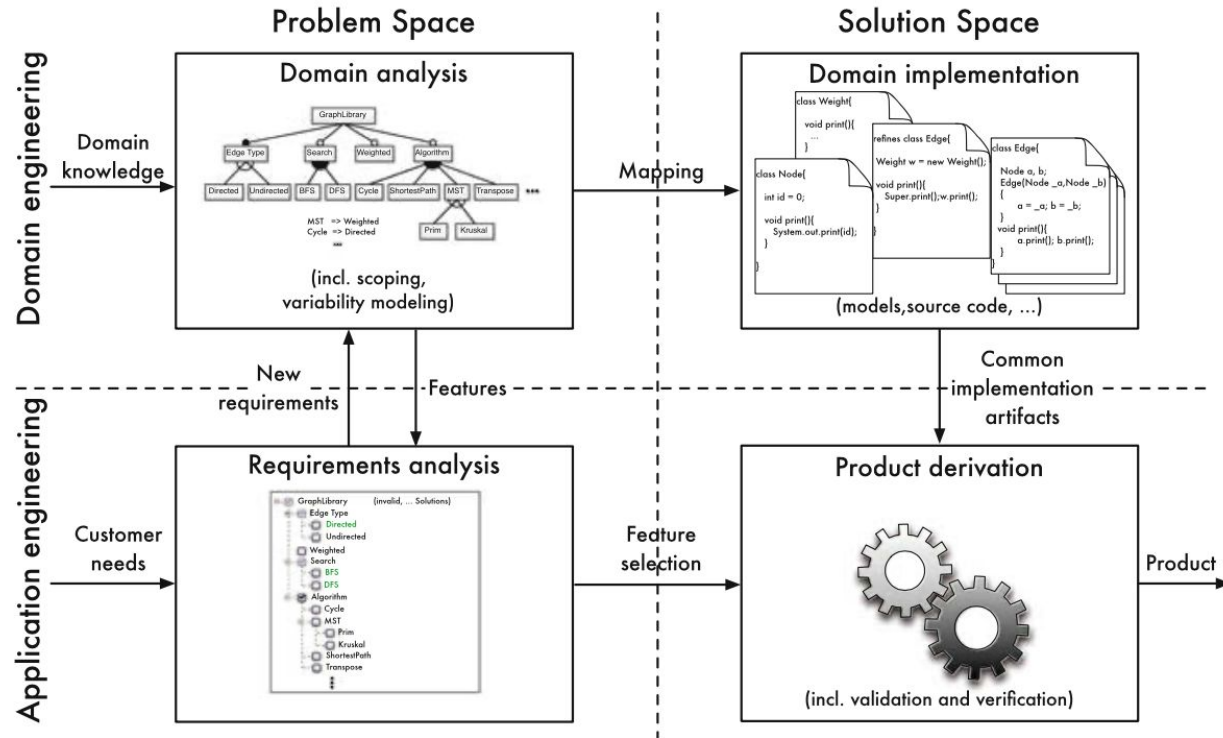 Problem Space
Solution Space
Domain engineering
Domain
knowledge
Domain analysis
GraphLibrary
Edge Type
Search
Weighted
Algorithm
Directed
Undirected
BFS
DFS
Cycle
ShortestPath
MST
Transpose
MST => Weighted
Cycle => Directed
Prim
Kruskal
(incl. scoping,
variability modeling)
Mapping
Domain implementation
class Weight{
void print(){
...
}
refines class Edge{
Weight w = new Weight();
void print(){
Super.print();w.print();
}
}
class Edge{
Node a, b;
Edge(Node _a,Node _b)
{
a = _a; b = _b;
}
void print(){
a.print(); b.print();
}
}
class Node{
int id = 0;
void print(){
System.out.print(id);
}
}
(models,source code, ...)
New
requirements
Features
Common
implementation
artifacts
Application engineering
Customer
needs
Requirements analysis
GraphLibrary (invalid, ... Solutions)
Edge Type
Directed
Undirected
Weighted
Search
BFS
DFS
Algorithm
Cycle
MST
Prim
Kruskal
ShortestPath
Transpose
Feature
selection
Product derivation
(incl. validation and verification)
Product